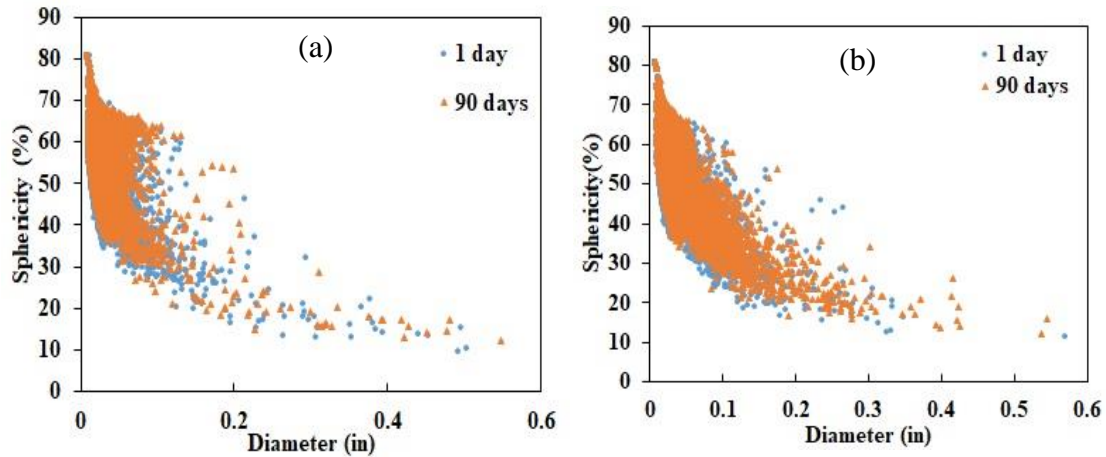 (a)
1 day
90 days
Sphericity (%)
90
80
70
60
50
40
30
20
10
0
0 0.2 0.4 0.6
Diameter (in)
(b)
1 day
90 days
Sphericity(%)
90
80
70
60
50
40
30
20
10
0
0 0.1 0.2 0.3 0.4 0.5 0.6
Diameter (in)